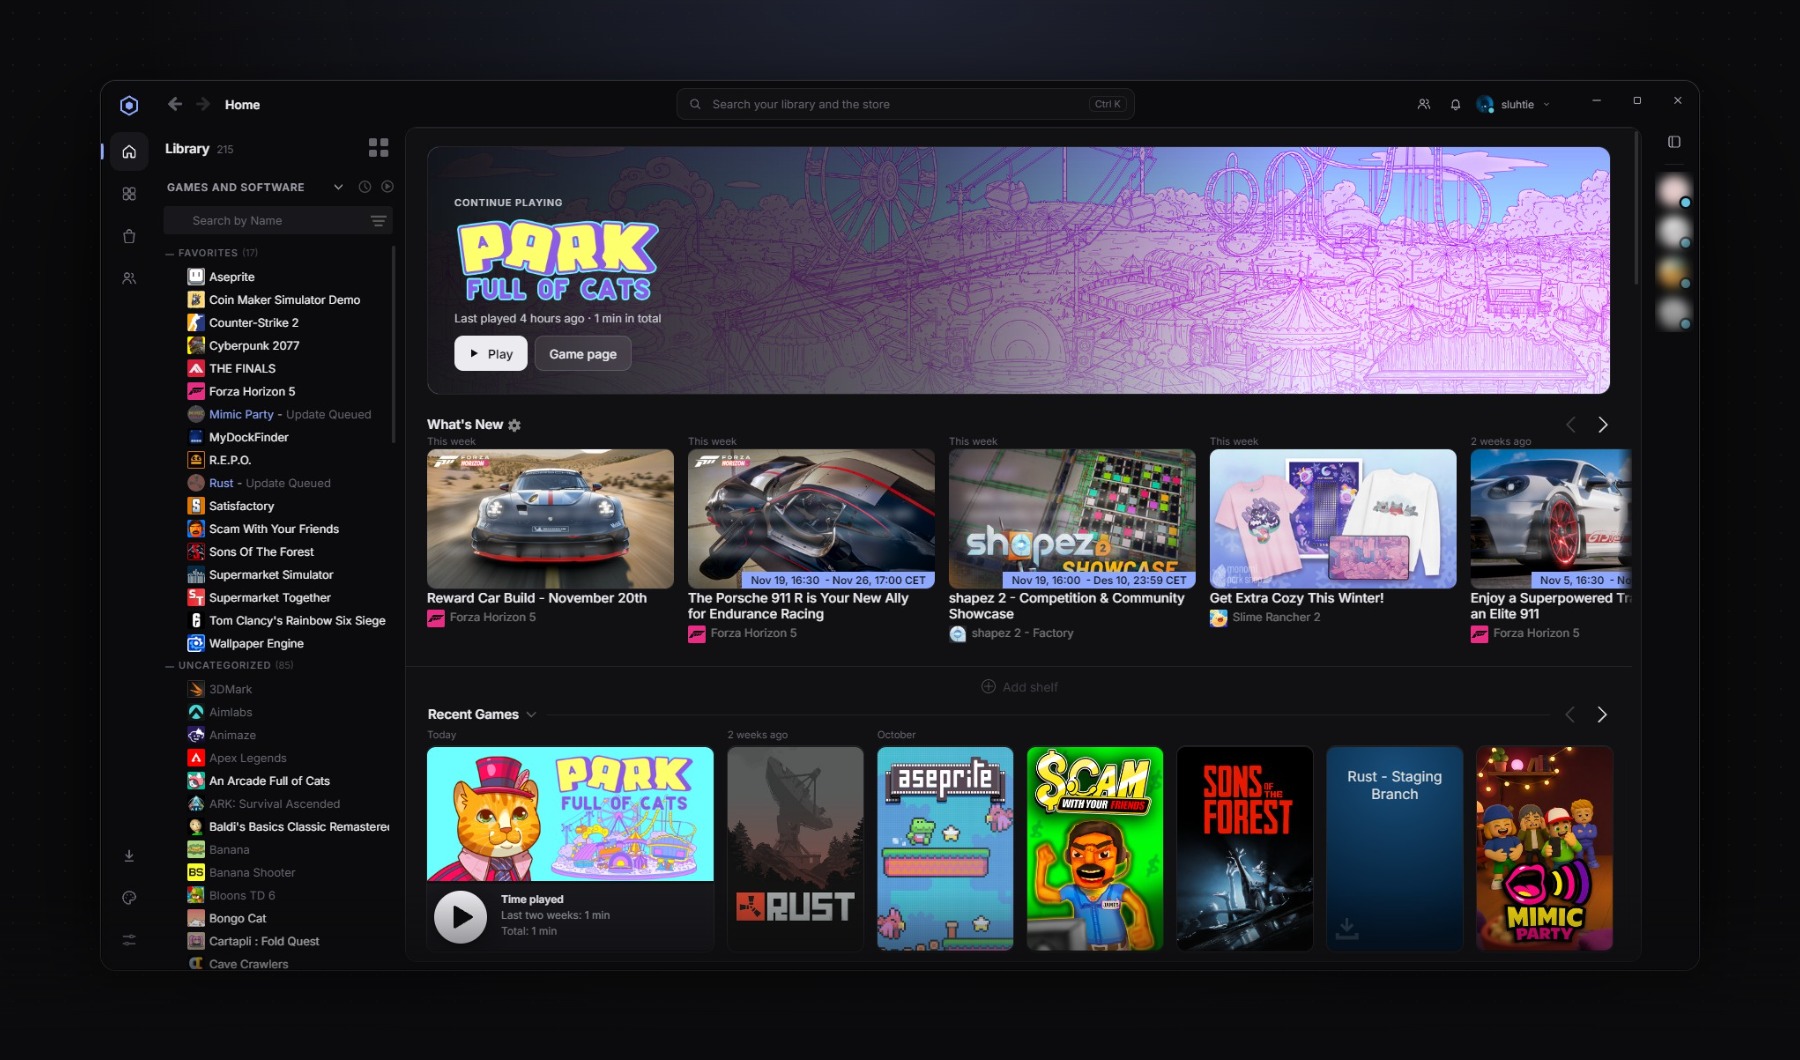 Home
Search your library and the store
Ctrl K
sluhtie
Library 215
GAMES AND SOFTWARE
Search by Name
— FAVORITES (17)
Aseprite
Coin Maker Simulator Demo
Counter-Strike 2
Cyberpunk 2077
THE FINALS
Forza Horizon 5
Mimic Party - Update Queued
MyDockFinder
R.E.P.O.
Rust - Update Queued
Satisfactory
Scam With Your Friends
Sons Of The Forest
Supermarket Simulator
Supermarket Together
Tom Clancy's Rainbow Six Siege
Wallpaper Engine
— UNCATEGORIZED (85)
3DMark
Aimlabs
Animaze
Apex Legends
An Arcade Full of Cats
ARK: Survival Ascended
Baldi's Basics Classic Remastered
Banana
Banana Shooter
Bloons TD 6
Bongo Cat
Cartapli : Fold Quest
Cave Crawlers
CONTINUE PLAYING
A PARK
FULL OF CATS
Last played 4 hours ago · 1 min in total
Play
Game page
What's New
This week
FORZA
HORIZON
Reward Car Build - November 20th
Forza Horizon 5
This week
FORZA
HORIZON
Nov 19, 16:30 - Nov 26, 17:00 CET
The Porsche 911 R is Your New Ally
for Endurance Racing
Forza Horizon 5
This week
shapez 2
SHOWCASE
Nov 19, 16:00 - Des 10, 23:59 CET
shapez 2 - Competition & Community
Showcase
shapez 2 - Factory
This week
Get Extra Cozy This Winter!
Slime Rancher 2
2 weeks ago
Nov 5, 16:30 - No
Enjoy a Superpowered Tr
an Elite 911
Forza Horizon 5
Add shelf
Recent Games
Today
A PARK
FULL OF CATS
Time played
Last two weeks: 1 min
Total: 1 min
2 weeks ago
RUST
October
aseprite
SCAM
WITH YOUR FRIENDS
SONS OF THE
FOREST
Rust - Staging
Branch
MIMIC
PARTY